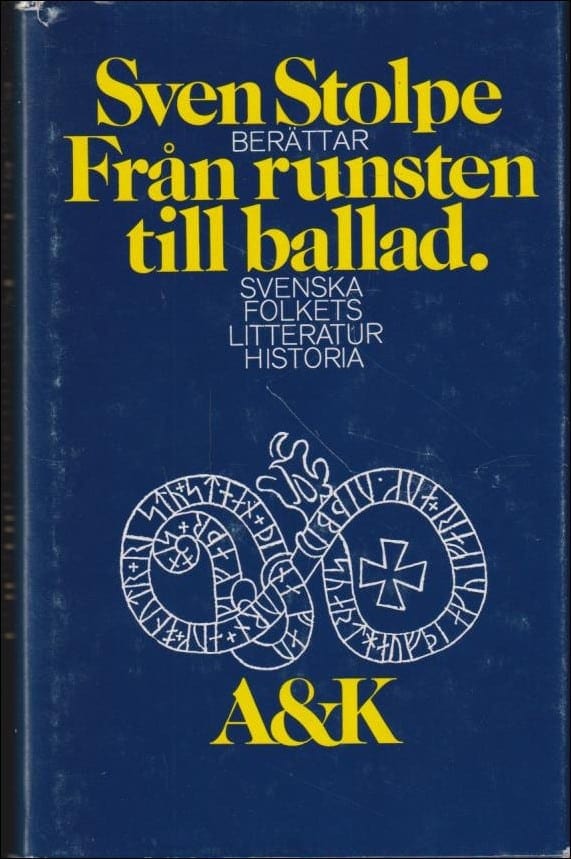 Sven Stolpe
BERÄTTAR
Från runsten
till ballad.
SVENSKA
FOLKETS
LITTERATUR
HISTORIA
A&K